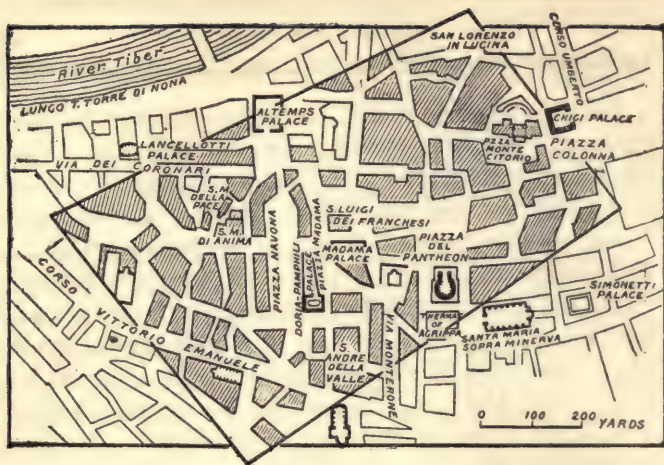 SAN LORENZO
IN LUCINA
CORSO UMBERTO
River Tiber
LUNGO T. TORRE DI NONA
ALTEMPS
PALACE
CHIGI PALACE
LANCELLOTTI
PALACE
PZZA MONTE
CITORIO
PIAZZA
COLONNA
VIA DEI
CORONARI
S.M.
DELLA
PACE
S.M.
DI ANIMA
PIAZZA NAVONA
DORIA-PAMPHILI
PALACE
PIAZZA MADAMA
S. LUIGI
DEI FRANCHESI
MADAMA
PALACE
PIAZZA
DEL
PANTHEON
SIMONETTI
PALACE
CORSO
VITTORIO
EMANUELE
THERMA
OF
AGRIPPA
SANTA MARIA
SOPRA MINERVA
S.
ANDRE
DELLA
VALLE
VIA MONTERONE
0 100 200 YARDS